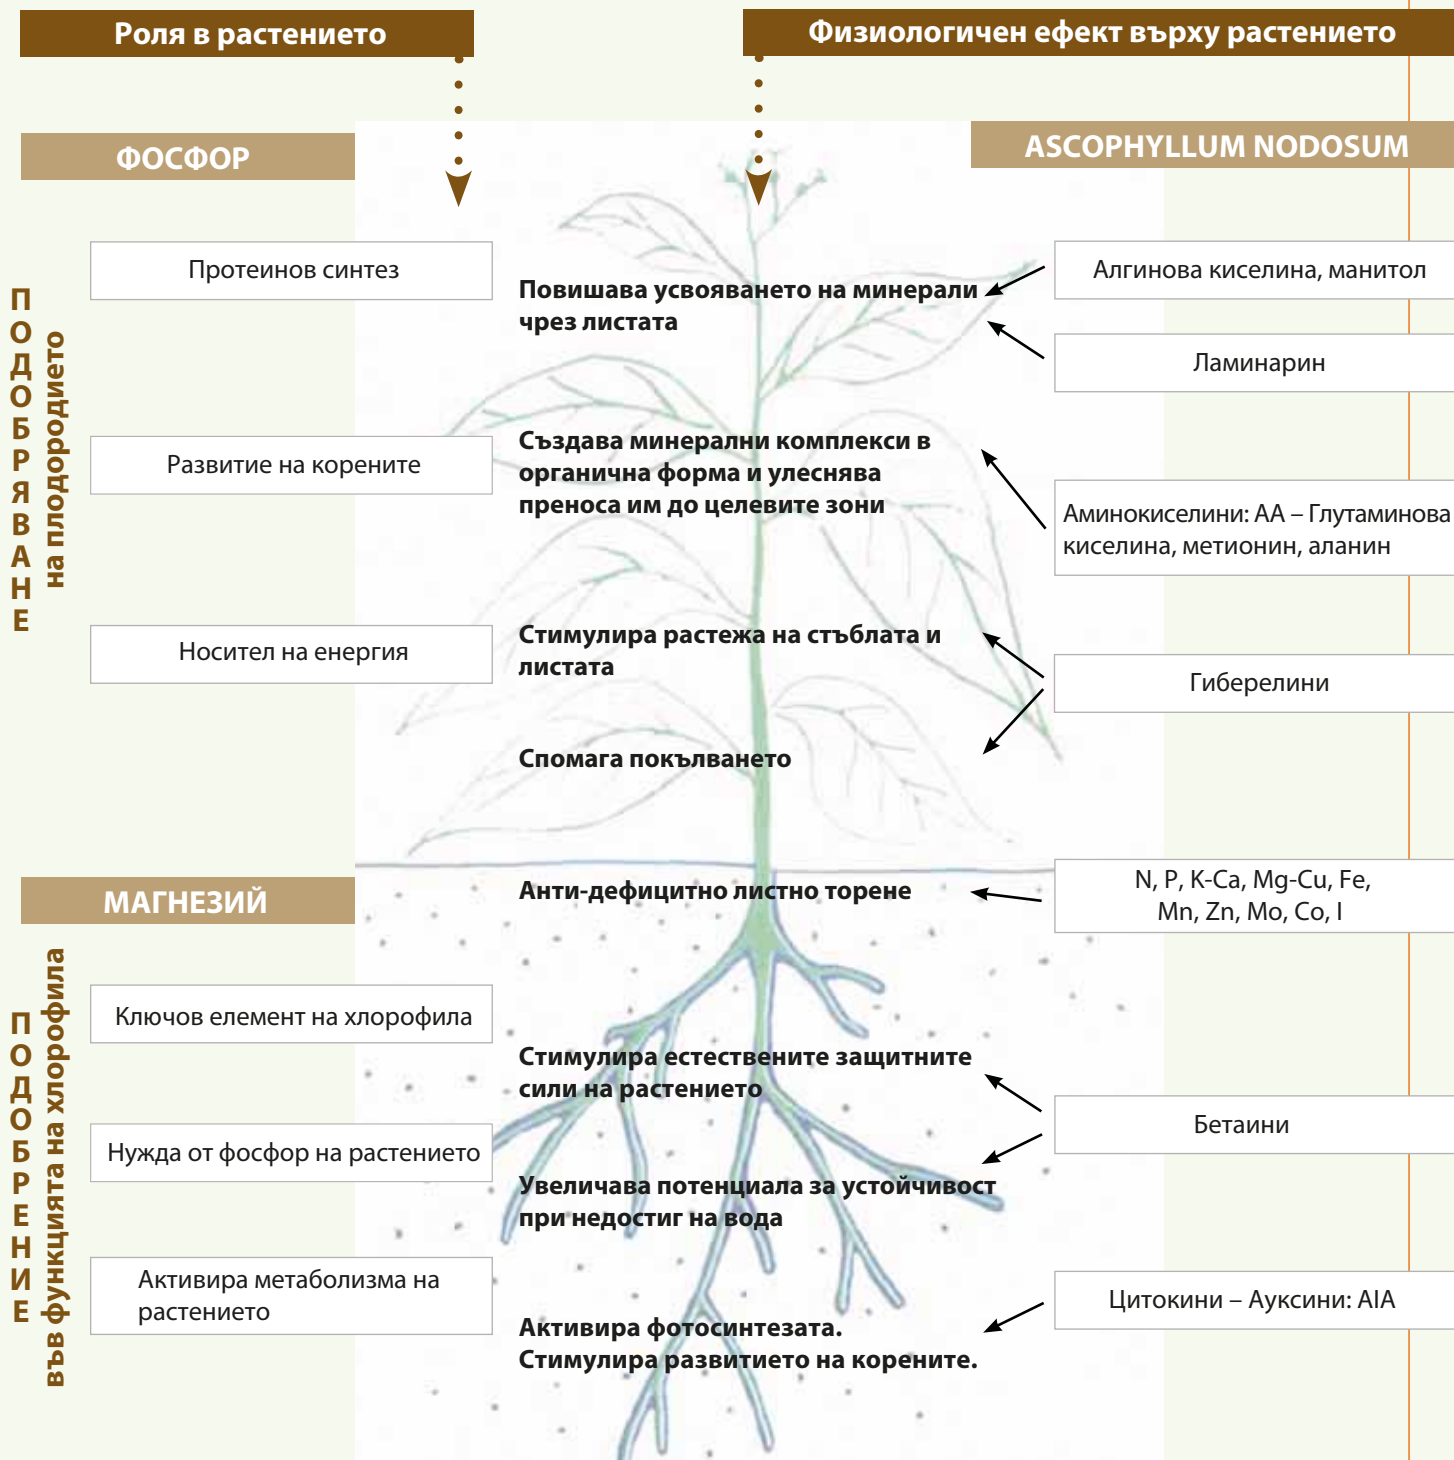 Роля в растението
Физиологичен ефект върху растението
ФОСФОР
ASCOPHYLLUM NODOSUM
ПОДОБРЯВАНЕ
на плодородието
Протеинов синтез
Развитие на корените
Носител на енергия
Повишава усвояването на минерали
чрез листата
Създава минерални комплекси в
органична форма и улеснява
преноса им до целевите зони
Стимулира растежа на стъблата и
листата
Спомага покълването
Алгинова киселина, манитол
Ламинарин
Аминокиселини: АА – Глутаминова
киселина, метионин, аланин
Гиберелини
МАГНЕЗИЙ
ПОДОБРЕНИЕ
във функцията на хлорофила
Ключов елемент на хлорофила
Нужда от фосфор на растението
Активира метаболизма на
растението
Анти-дефицитно листно торене
Стимулира естествените защитните
сили на растението
Увеличава потенциала за устойчивост
при недостиг на вода
Активира фотосинтезата.
Стимулира развитието на корените.
N, P, K-Ca, Mg-Cu, Fe,
Mn, Zn, Mo, Co, I
Бетаини
Цитокини – Ауксини: AIA